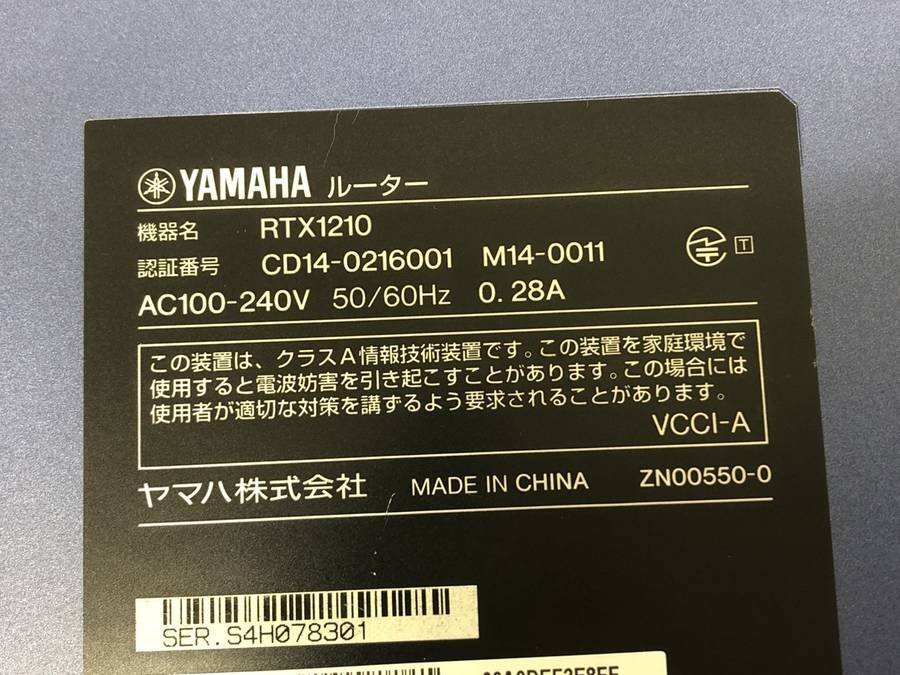 YAMAHA ルーター
機器名 RTX1210
認証番号 CD14-0216001 M14-0011
T
AC100-240V 50/60Hz 0.28A
この装置は、クラスA情報技術装置です。この装置を家庭環境で
使用すると電波妨害を引き起こすことがあります。この場合には
使用者が適切な対策を講ずるよう要求されることがあります。
VCCI-A
ヤマハ株式会社 MADE IN CHINA ZN00550-0
SER.S4H078301